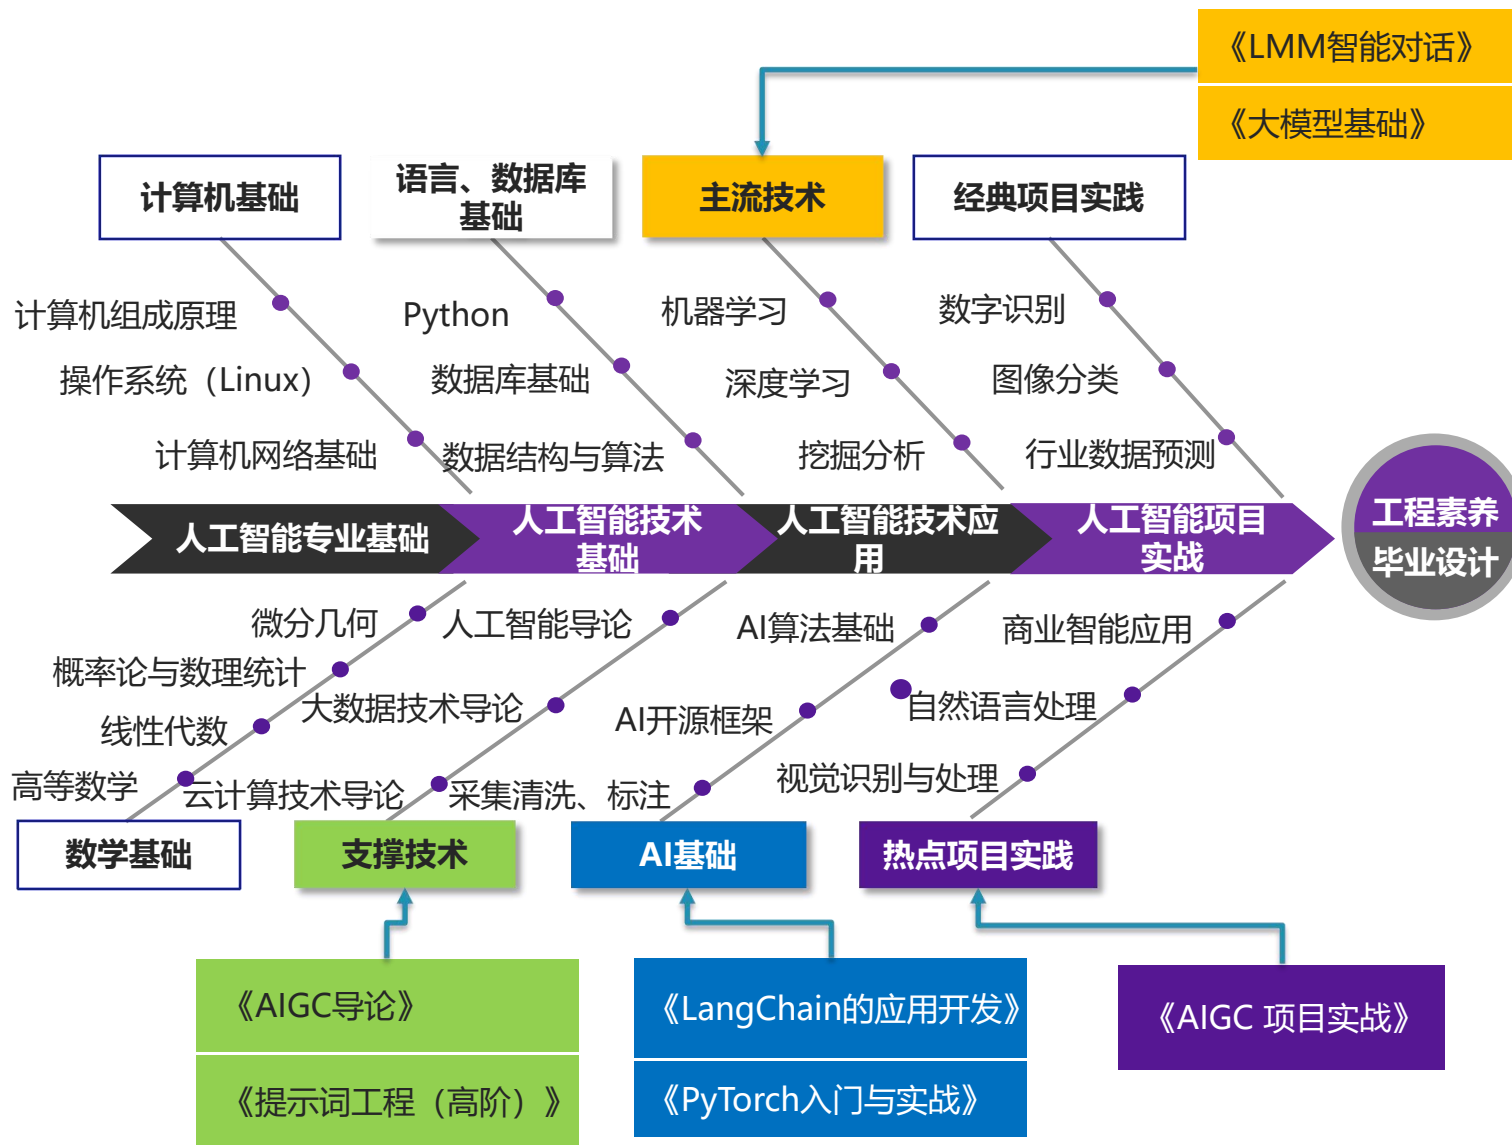 《LMM智能对话》
《大模型基础》
计算机基础
语言、数据库
基础
主流技术
经典项目实践
计算机组成原理
Python
机器学习
数字识别
操作系统（Linux）
数据库基础
深度学习
图像分类
计算机网络基础
数据结构与算法
挖掘分析
行业数据预测
人工智能专业基础
人工智能技术
基础
人工智能技术应
用
人工智能项目
实战
工程素养
毕业设计
微分几何
人工智能导论
AI算法基础
商业智能应用
概率论与数理统计
大数据技术导论
AI开源框架
自然语言处理
线性代数
高等数学
云计算技术导论
采集清洗、标注
视觉识别与处理
数学基础
支撑技术
AI基础
热点项目实践
《AIGC导论》
《LangChain的应用开发》
《AIGC 项目实战》
《提示词工程（高阶）》
《PyTorch入门与实战》